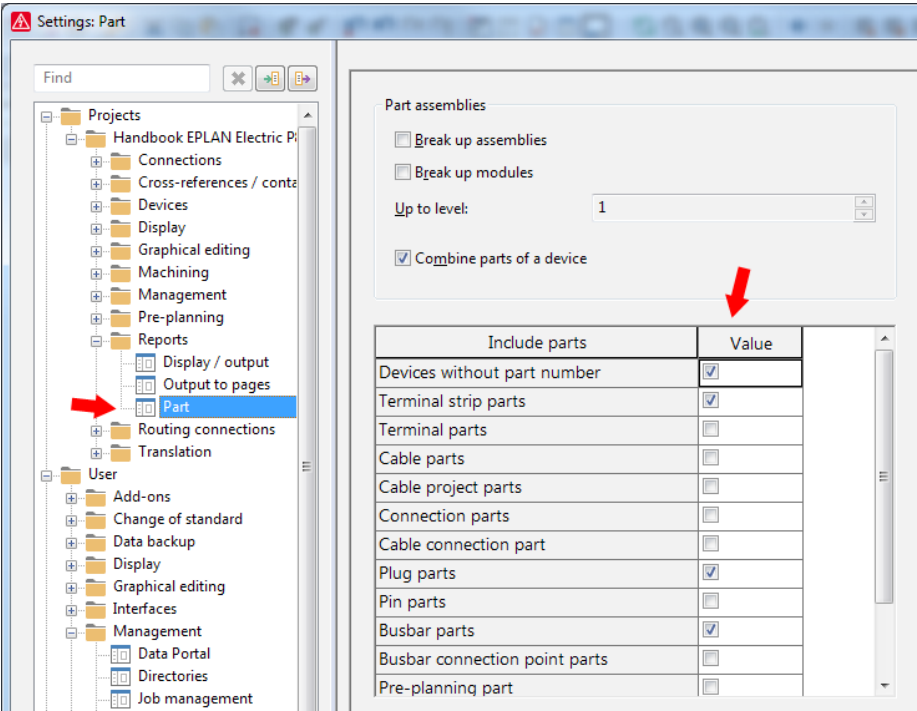 Settings: Part
Find
Projects
Handbook EPLAN Electric P
Connections
Cross-references / conta
Devices
Display
Graphical editing
Machining
Management
Pre-planning
Reports
Display / output
Output to pages
Part
Routing connections
Translation
User
Add-ons
Change of standard
Data backup
Display
Graphical editing
Interfaces
Management
Data Portal
Directories
Job management
Part assemblies
Break up assemblies
Break up modules
Up to level: 1
Combine parts of a device
Include parts Value
Devices without part number
Terminal strip parts
Terminal parts
Cable parts
Cable project parts
Connection parts
Cable connection part
Plug parts
Pin parts
Busbar parts
Busbar connection point parts
Pre-planning part